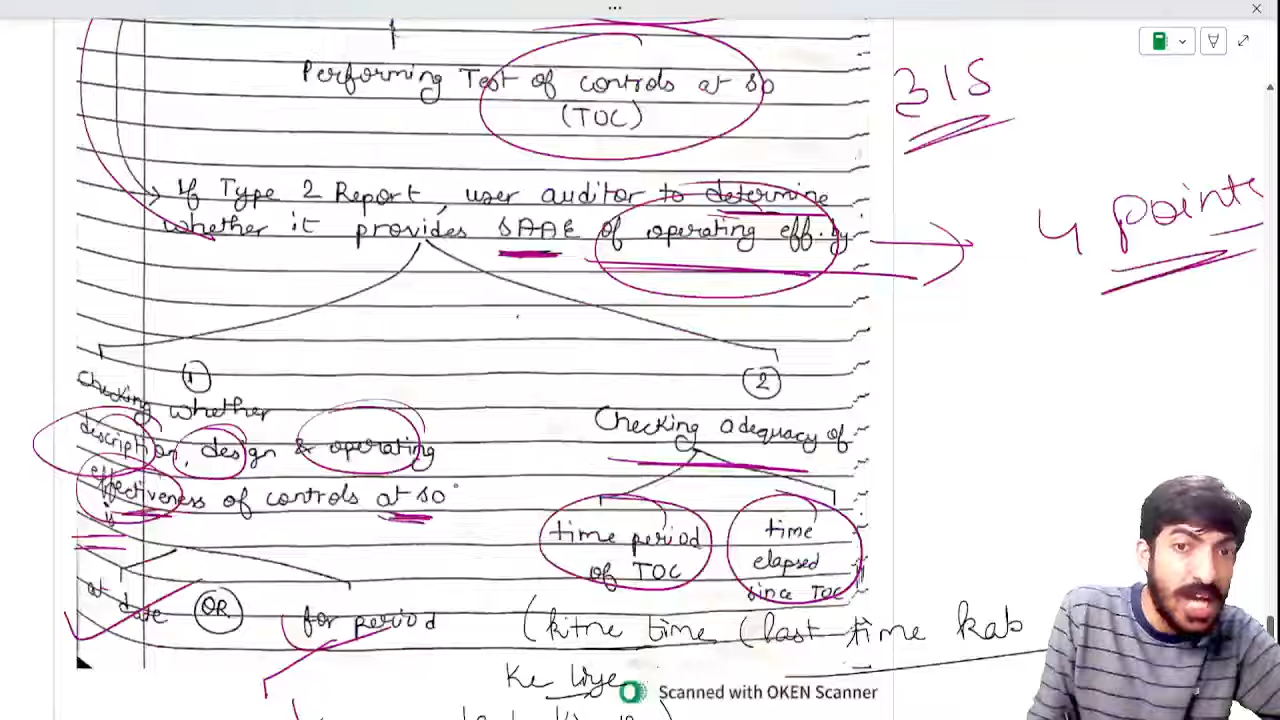 Performing Test of controls at so
(TOC)
315
→ If Type 2 Report, user auditor to determine
whether it provides SAAE of operating eff.
4 points
①
②
Checking whether
description, design & operating
effectiveness of controls at so
is
Checking adequacy of
time period
of TOC
time
elapsed
since TOC
at date
OR
for period
(kitne time
(last time kab
ke liye
Scanned with OKEN Scanner